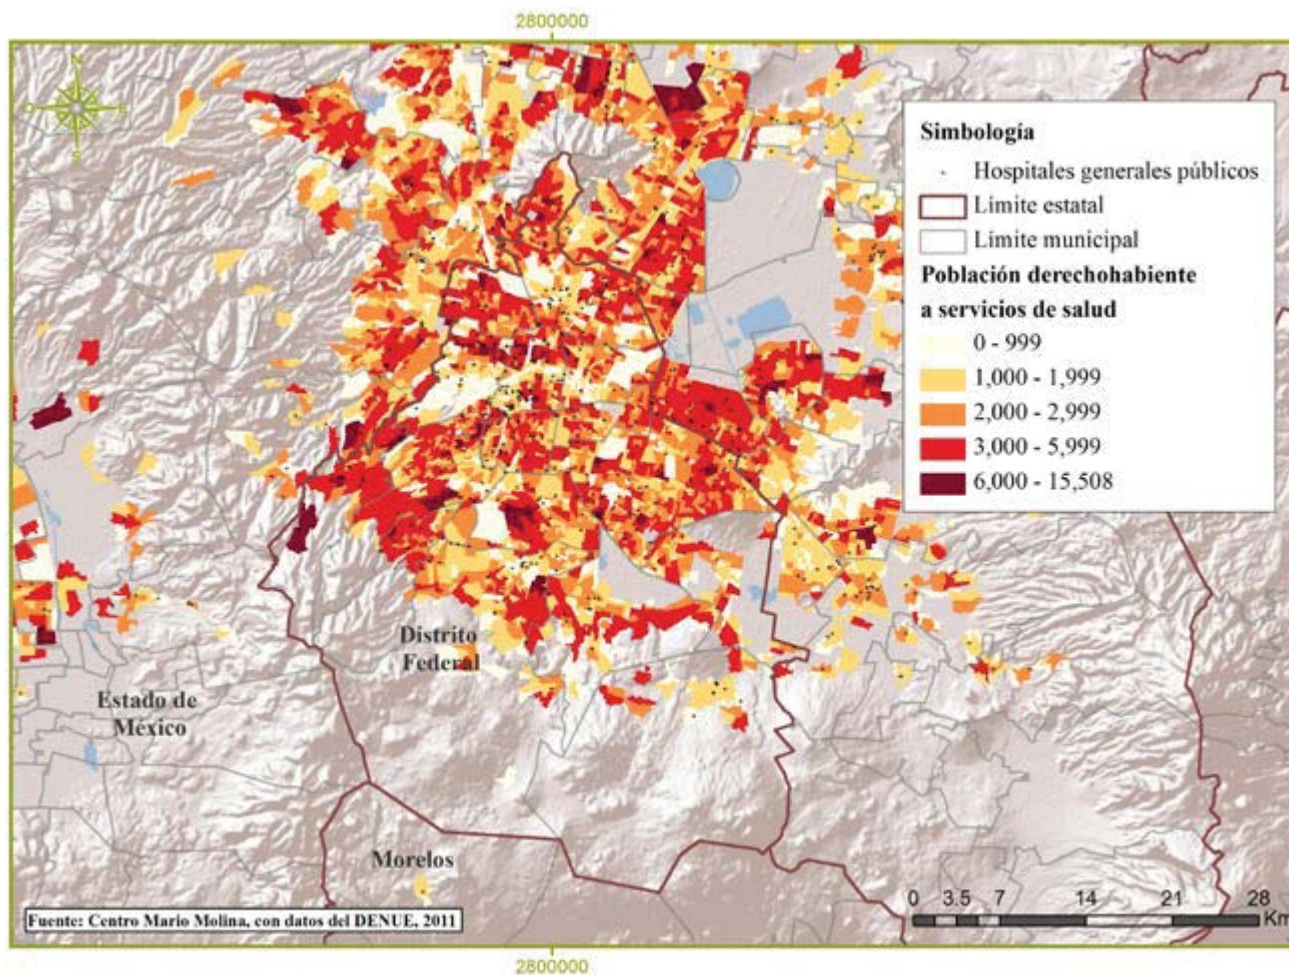 2800000
N
S
Simbología
Hospitales generales públicos
Límite estatal
Límite municipal
Población derechohabiente
a servicios de salud
0 - 999
1,000 - 1,999
2,000 - 2,999
3,000 - 5,999
6,000 - 15,508
Distrito
Federal
Estado de
México
Morelos
0 3.5 7 14 21 28
Km
Fuente: Centro Mario Molina, con datos del DENUE, 2011
2800000